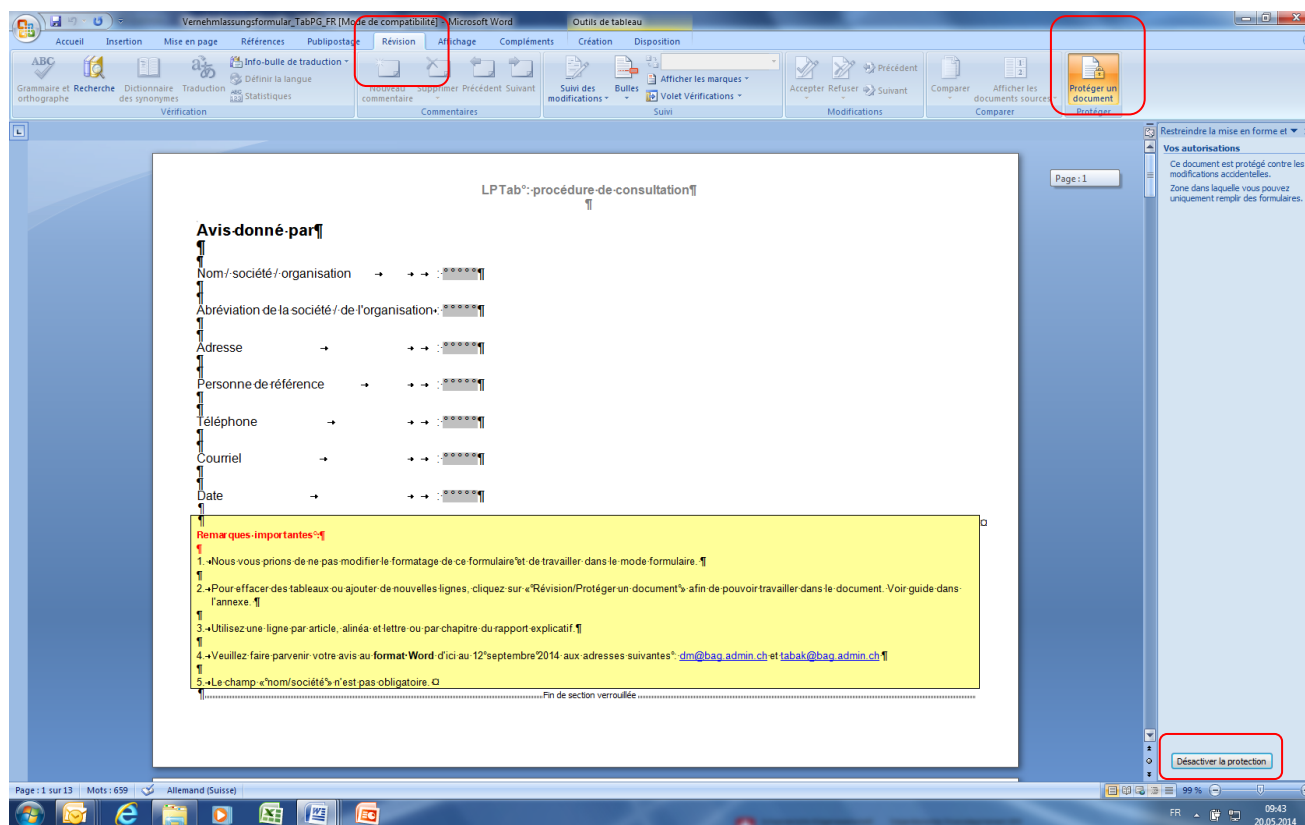 Vernehmlassungsformular_TabPG_FR [Mode de compatibilité] - Microsoft Word
Outils de tableau
Accueil Insertion Mise en page Références Publipostage Révision Affichage Compléments Création Disposition
ABC
Grammaire et orthographe
Recherche
Dictionnaire des synonymes
Traduction
Info-bulle de traduction
Définir la langue
Statistiques
Vérification
Nouveau commentaire
Supprimer
Précédent
Suivant
Commentaires
Suivi des modifications
Bulles
Afficher les marques
Volet Vérifications
Suivi
Accepter
Refuser
Précédent
Suivant
Modifications
Comparer
Afficher les documents sources
Comparer
Protéger un document
Protéger
Restreindre la mise en forme et
Vos autorisations
Ce document est protégé contre les
modifications accidentelles.
Zone dans laquelle vous pouvez
uniquement remplir des formulaires.
Page : 1
LPTab°: procédure de consultation¶
¶
Avis donné par¶
¶
¶
Nom / société / organisation → → → : °°°°°¶
¶
¶
Abréviation de la société / de l'organisation : °°°°°¶
¶
¶
Adresse → → → : °°°°°¶
¶
¶
Personne de référence → → → : °°°°°¶
¶
¶
Téléphone → → → : °°°°°¶
¶
¶
Courriel → → → : °°°°°¶
¶
¶
Date → → → : °°°°°¶
¶
¶
Remarques importantes°:¶
¶
1.→Nous vous prions de ne pas modifier le formatage de ce formulaire°et de travailler dans le mode formulaire. ¶
¶
2.→Pour effacer des tableaux ou ajouter de nouvelles lignes, cliquez sur «°Révision/Protéger un document°» afin de pouvoir travailler dans le document. Voir guide dans
l'annexe. ¶
¶
3.→Utilisez une ligne par article, alinéa et lettre ou par chapitre du rapport explicatif.¶
¶
4.→Veuillez faire parvenir votre avis au format Word d'ici au 12°septembre°2014 aux adresses suivantes°: dm@bag.admin.ch et tabak@bag.admin.ch ¶
¶
5.→Le champ «°nom/société°» n'est pas obligatoire. ¤
¶ Fin de section verrouillée
Désactiver la protection
Page : 1 sur 13 Mots : 659 Allemand (Suisse) 99 %
FR 09:43
20.05.2014